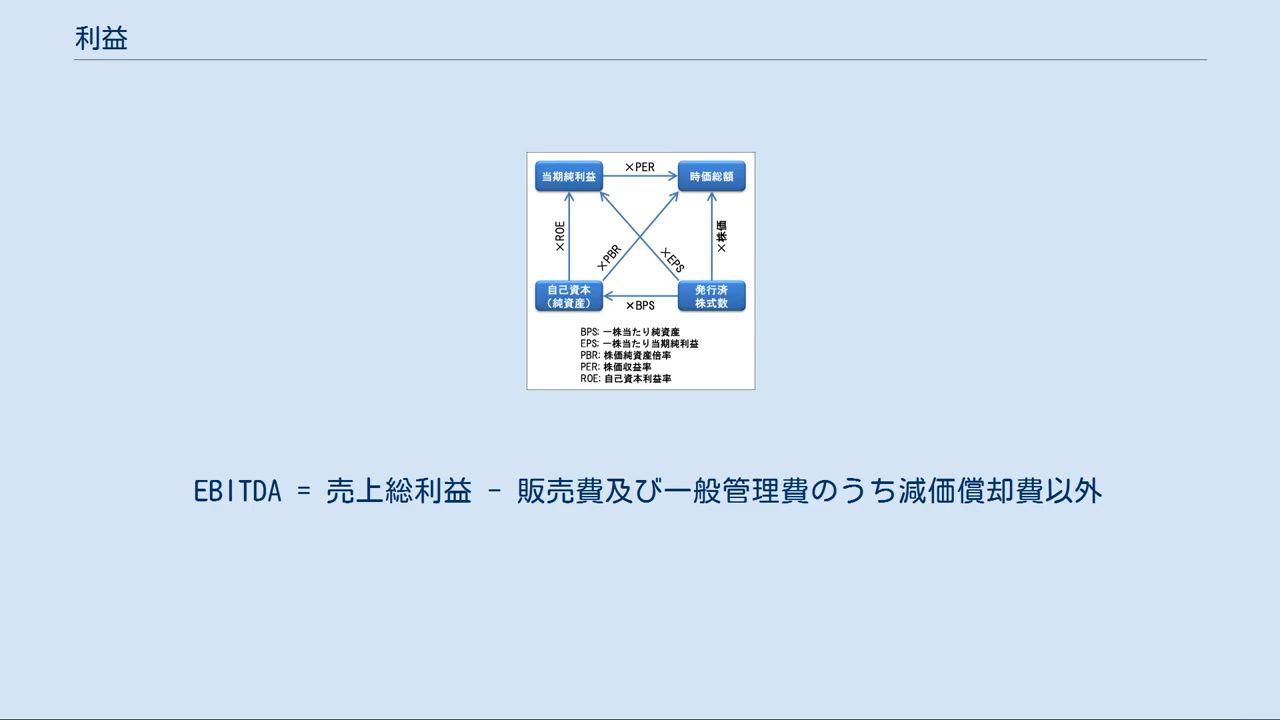 利益
×PER
当期純利益
時価総額
×ROE
×PBR
×EPS
×株価
自己資本
(純資産)
発行済
株式数
×BPS
BPS: 一株当たり純資産
EPS: 一株当たり当期純利益
PBR: 株価純資産倍率
PER: 株価収益率
ROE: 自己資本利益率
EBITDA = 売上総利益 - 販売費及び一般管理費のうち減価償却費以外